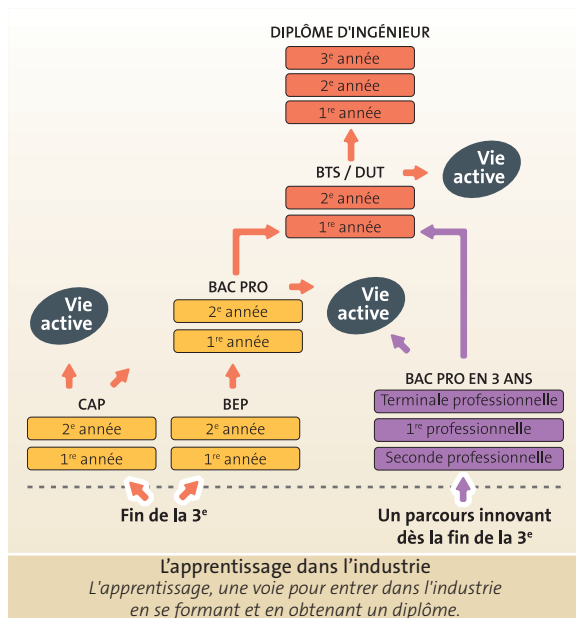 DIPLÔME D'INGÉNIEUR
3e année
2e année
1re année
BTS / DUT
Vie
active
2e année
1re année
BAC PRO
Vie
active
Vie
active
2e année
1re année
BAC PRO EN 3 ANS
CAP
BEP
Terminale professionnelle
2e année
2e année
1re professionnelle
1re année
1re année
Seconde professionnelle
Fin de la 3e
Un parcours innovant
dès la fin de la 3e
L'apprentissage dans l'industrie
L'apprentissage, une voie pour entrer dans l'industrie
en se formant et en obtenant un diplôme.